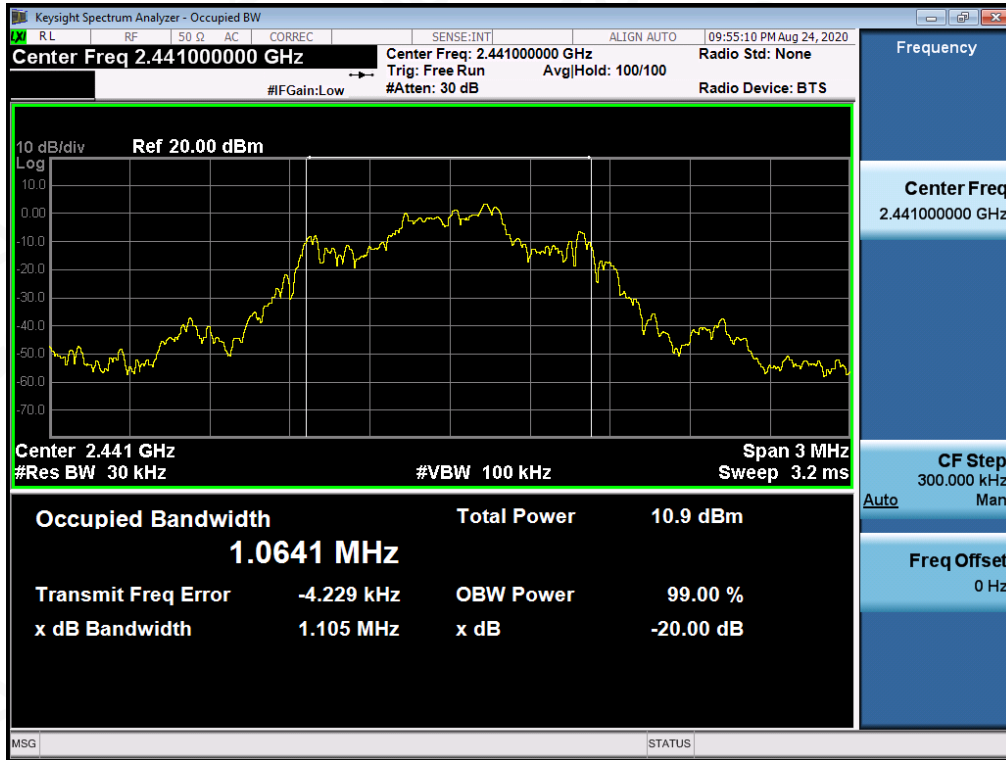 Keysight Spectrum Analyzer - Occupied BW
LXI RL RF 50 Ω AC CORREC SENSE:INT ALIGN AUTO 09:55:10 PM Aug 24, 2020
Center Freq 2.441000000 GHz
Center Freq: 2.441000000 GHz
Radio Std: None
Trig: Free Run Avg|Hold: 100/100
#IFGain:Low
#Atten: 30 dB
Radio Device: BTS
10 dB/div Ref 20.00 dBm
Log
10.0
0.00
-10.0
-20.0
-30.0
-40.0
-50.0
-60.0
-70.0
Center 2.441 GHz Span 3 MHz
#Res BW 30 kHz #VBW 100 kHz Sweep 3.2 ms
Occupied Bandwidth Total Power 10.9 dBm
1.0641 MHz
Transmit Freq Error -4.229 kHz OBW Power 99.00 %
x dB Bandwidth 1.105 MHz x dB -20.00 dB
MSG STATUS
Frequency
Center Freq
2.441000000 GHz
CF Step
300.000 kHz
Auto Man
Freq Offset
0 Hz